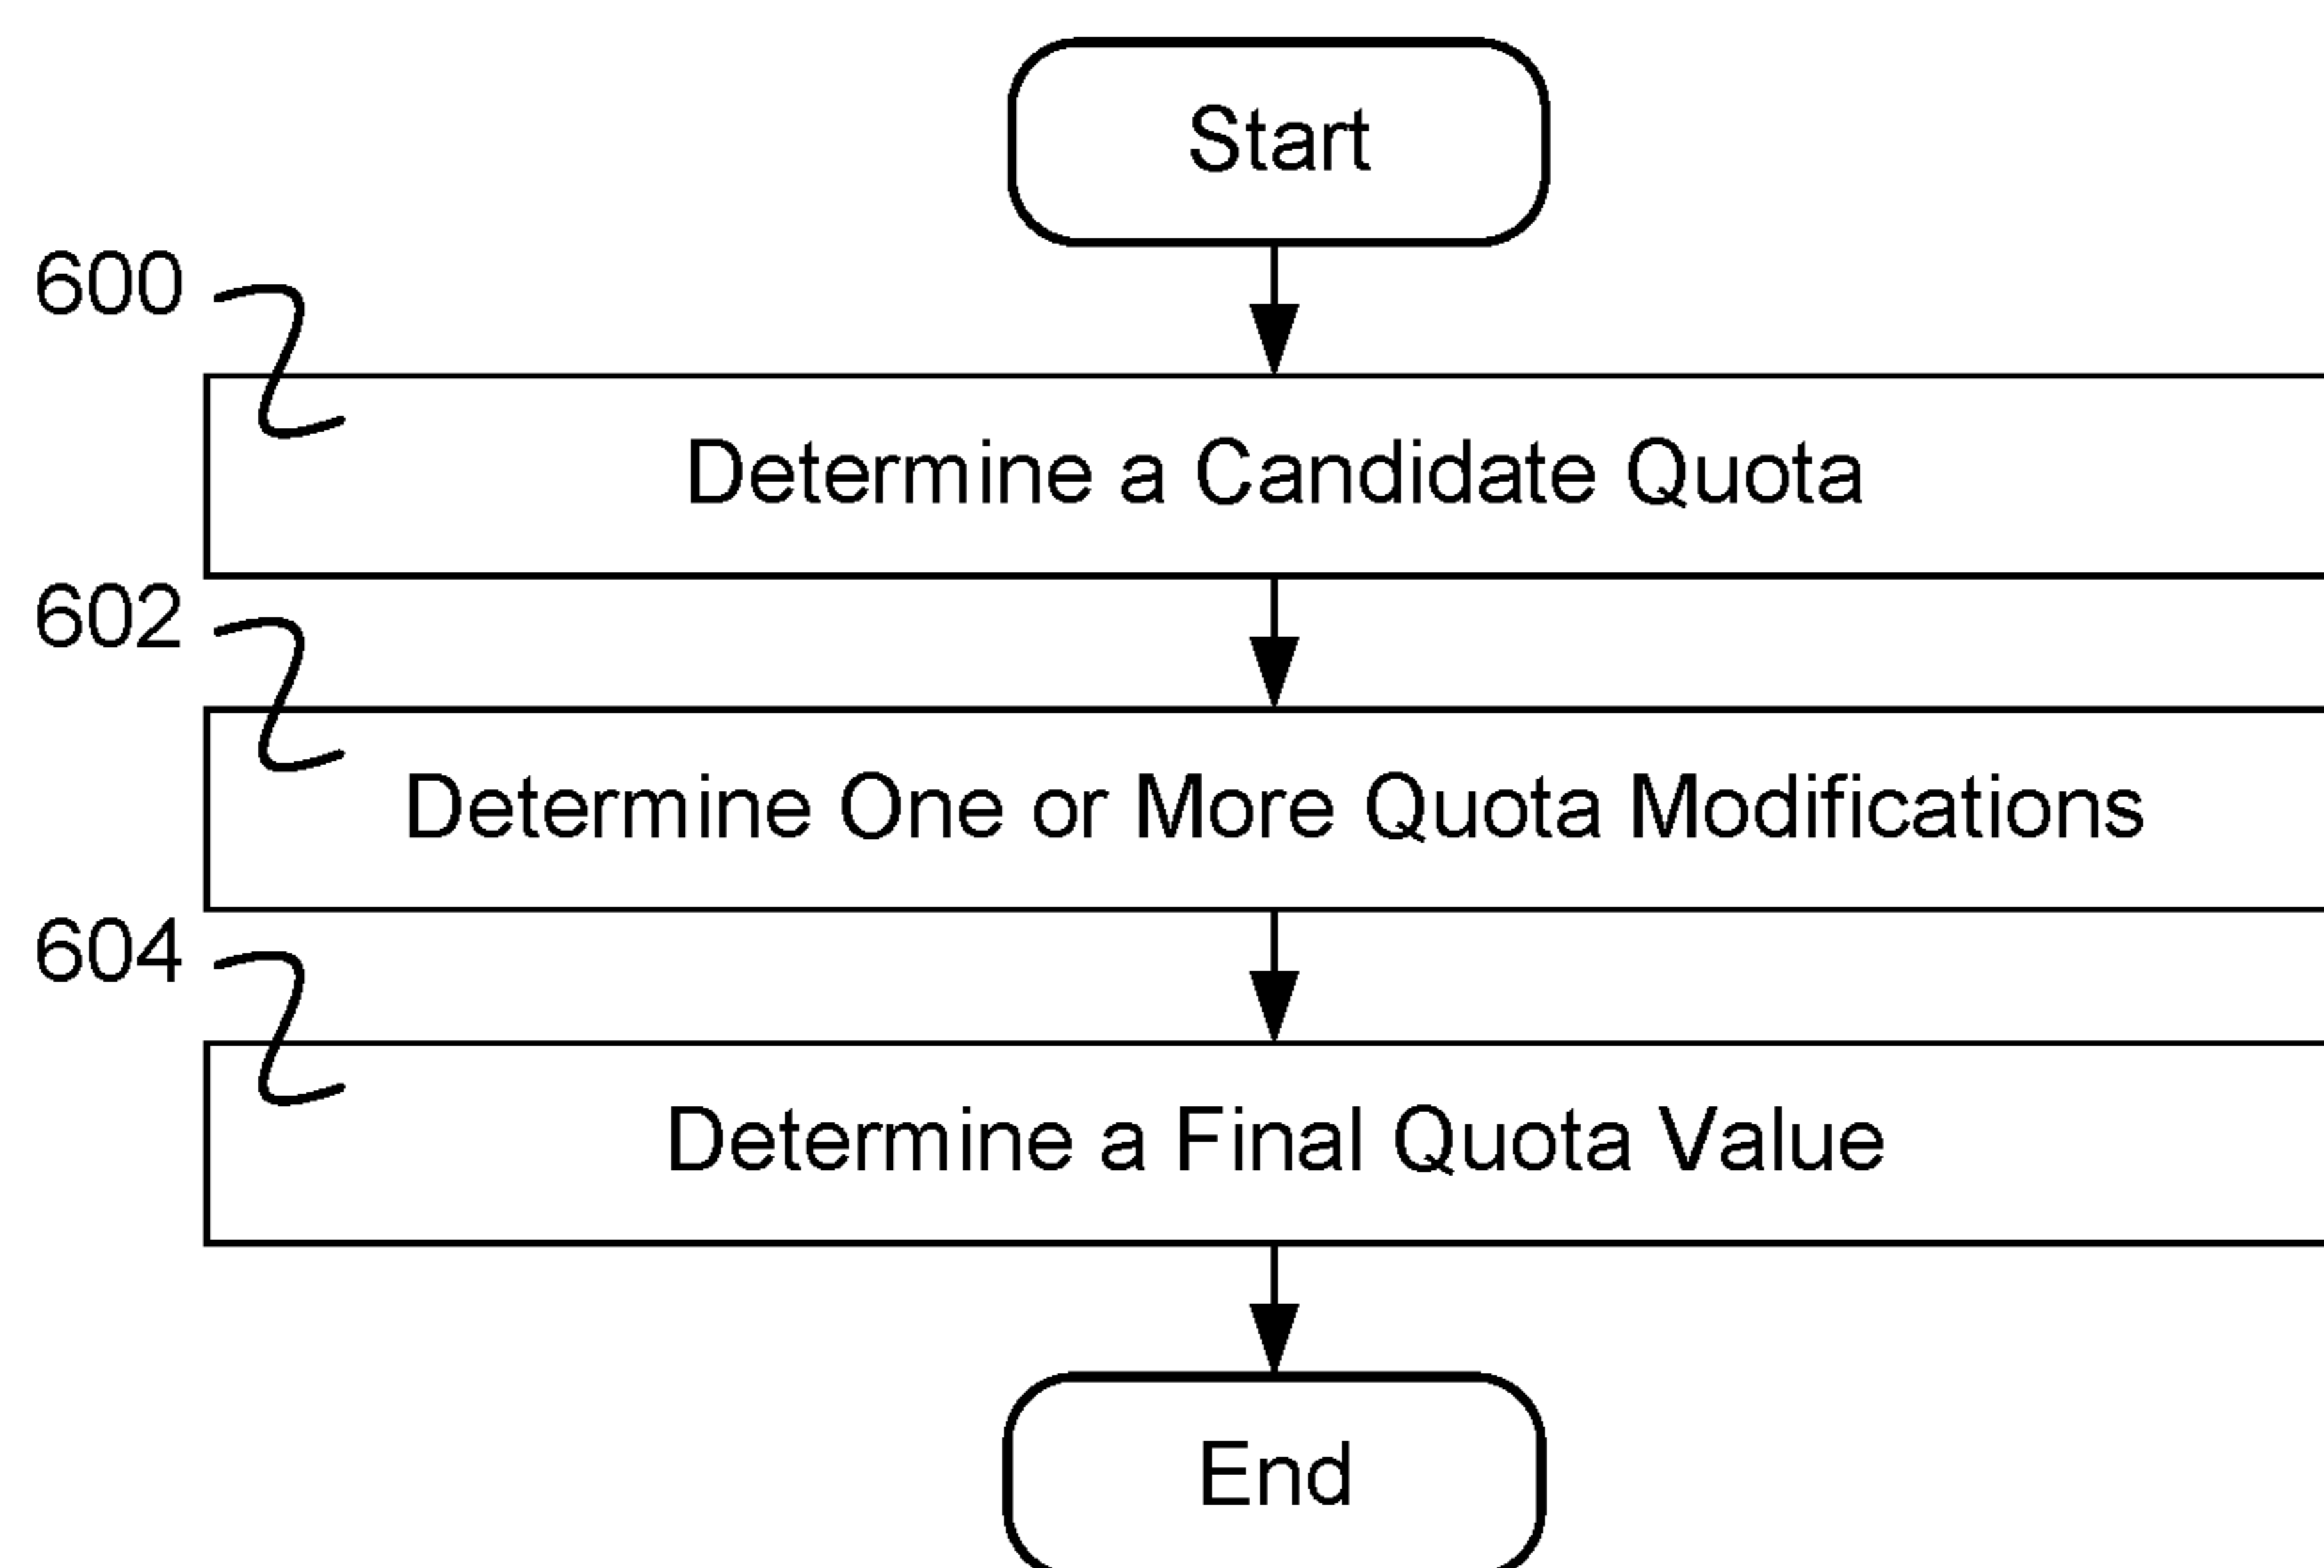 Start
600
Determine a Candidate Quota
602
Determine One or More Quota Modifications
604
Determine a Final Quota Value
End